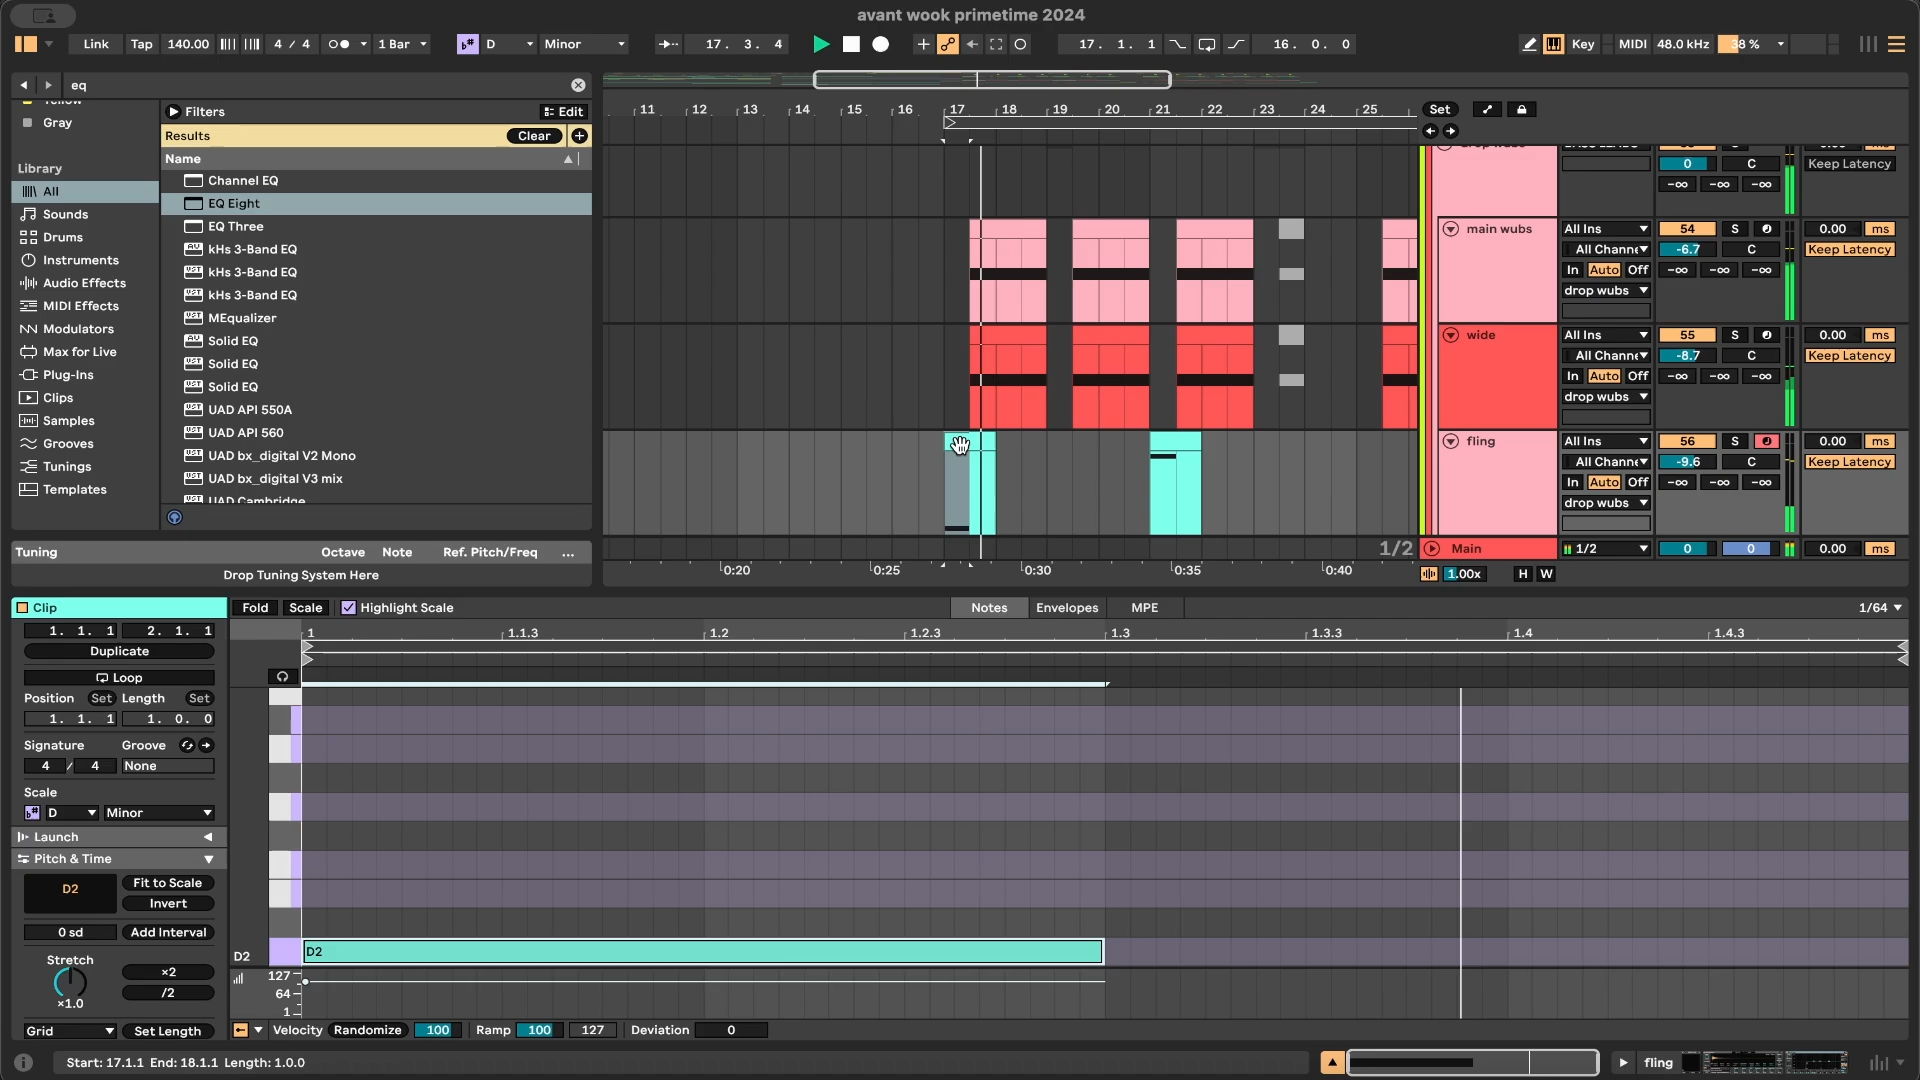 avant wook primetime 2024
Link Tap 140.00 4 / 4 1 Bar D Minor 17. 3. 4 17. 1. 1 16. 0. 0 Key MIDI 48.0 kHz 38 %
eq
Yellow
Gray
Library
All
Sounds
Drums
Instruments
Audio Effects
MIDI Effects
Modulators
Max for Live
Plug-Ins
Clips
Samples
Grooves
Tunings
Templates
Filters Edit
Results Clear
Name
Channel EQ
EQ Eight
EQ Three
kHs 3-Band EQ
kHs 3-Band EQ
kHs 3-Band EQ
MEqualizer
Solid EQ
Solid EQ
Solid EQ
UAD API 550A
UAD API 560
UAD bx_digital V2 Mono
UAD bx_digital V3 mix
UAD Cambridge
Tuning Octave Note Ref. Pitch/Freq ...
Drop Tuning System Here
11 12 13 14 15 16 17 18 19 20 21 22 23 24 25 Set
0 C Keep Latency
-∞ -∞ -∞
main wubs All Ins 54 S 0.00 ms
All Channe -6.7 C Keep Latency
In Auto Off -∞ -∞ -∞
drop wubs
wide All Ins 55 S 0.00 ms
All Channe -8.7 C Keep Latency
In Auto Off -∞ -∞ -∞
drop wubs
fling All Ins 56 S 0.00 ms
All Channe -9.6 C Keep Latency
In Auto Off -∞ -∞ -∞
drop wubs
1/2 Main 1/2 0 0 0.00 ms
0:20 0:25 0:30 0:35 0:40 1.00x H W
Clip
1. 1. 1 2. 1. 1
Duplicate
Loop
Position Set Length Set
1. 1. 1 1. 0. 0
Signature Groove
4 / 4 None
Scale
D Minor
Launch
Pitch & Time
D2 Fit to Scale
Invert
0 sd Add Interval
Stretch
×2
/2
×1.0
Grid Set Length
Fold Scale Highlight Scale Notes Envelopes MPE 1/64
1 1.1.3 1.2 1.2.3 1.3 1.3.3 1.4 1.4.3
D2 D2
127
64
1
Velocity Randomize 100 Ramp 100 127 Deviation 0
Start: 17.1.1 End: 18.1.1 Length: 1.0.0 fling